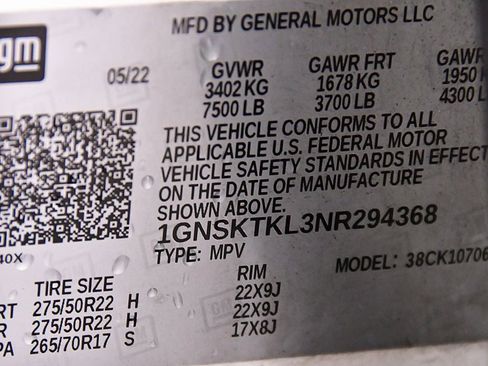 MFD BY GENERAL MOTORS LLC
gm
05/22 GVWR GAWR FRT GAWR
3402 KG 1678 KG 1950
7500 LB 3700 LB 4300 L
THIS VEHICLE CONFORMS TO ALL
APPLICABLE U.S. FEDERAL MOTOR
VEHICLE SAFETY STANDARDS IN EFFECT
ON THE DATE OF MANUFACTURE
SHOWN ABOVE.
1GNSKTKL3NR294368
40X TYPE: MPV MODEL: 38CK10706
TIRE SIZE RIM
RT 275/50R22 H 22X9J
R 275/50R22 H 22X9J
PA 265/70R17 S 17X8J